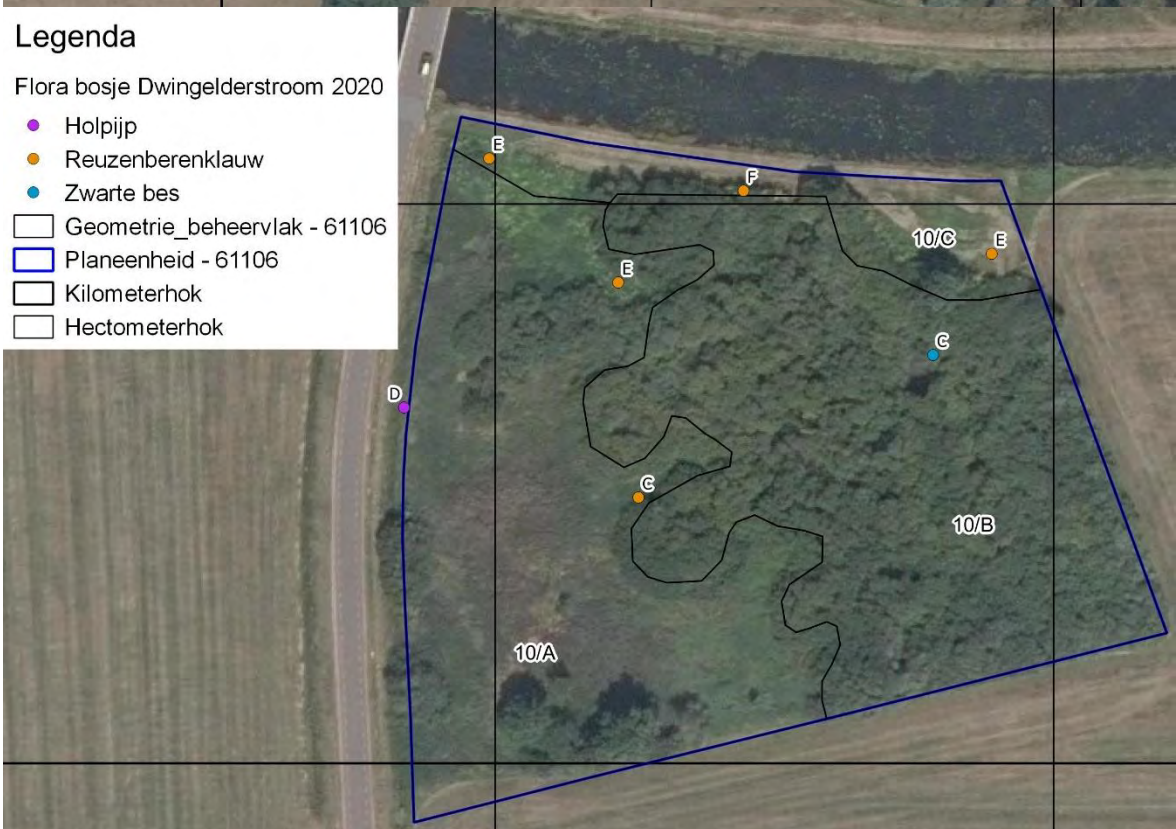 Legenda
Flora bosje Dwingelderstroom 2020
Holpijp
Reuzenberenklauw
Zwarte bes
Geometrie_beheervlak - 61106
Planeenheid - 61106
Kilometerhok
Hectometerhok
E
F
10/C
E
E
C
D
C
10/B
10/A